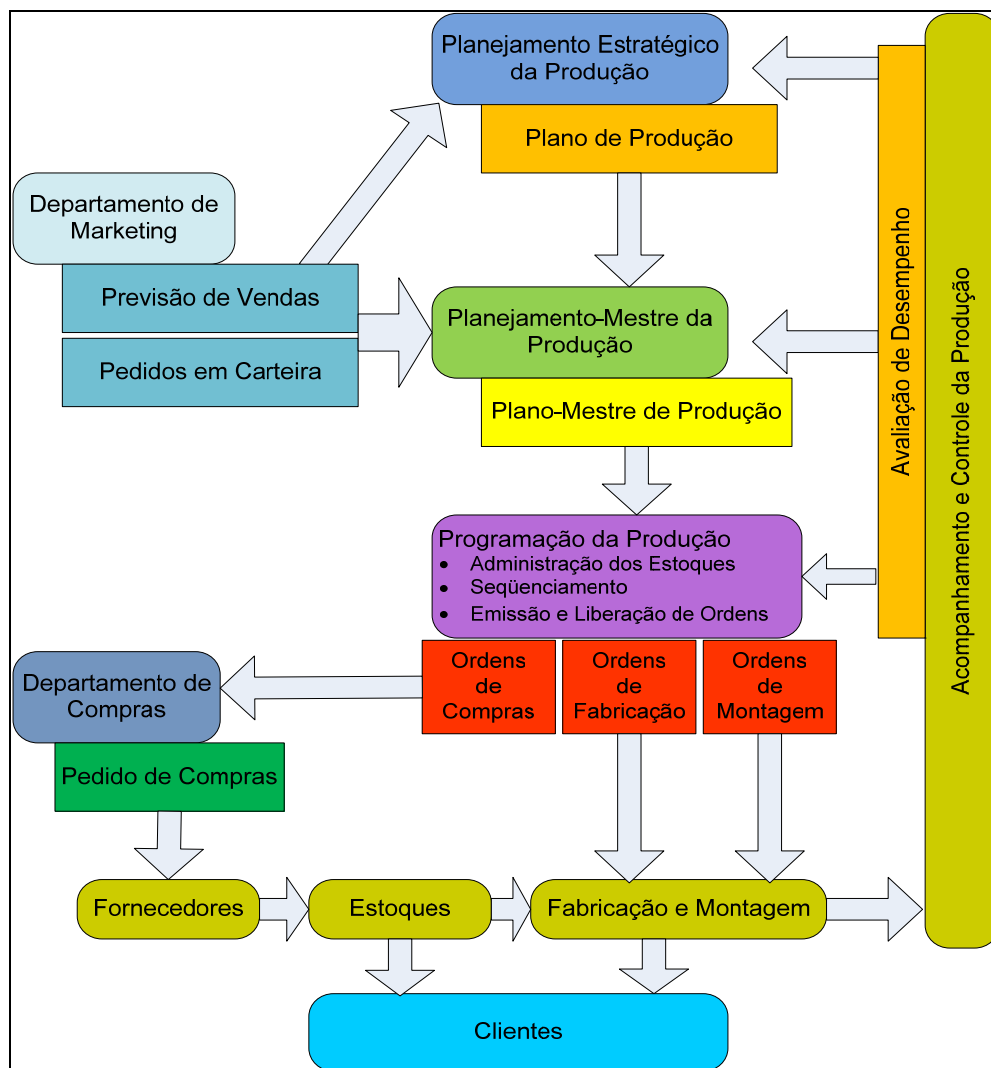 Planejamento Estratégico
da Produção
Plano de Produção
Departamento de
Marketing
Previsão de Vendas
Pedidos em Carteira
Planejamento-Mestre da
Produção
Plano-Mestre de Produção
Programação da Produção
• Administração dos Estoques
• Seqüenciamento
• Emissão e Liberação de Ordens
Ordens
de
Compras
Ordens
de
Fabricação
Ordens
de
Montagem
Departamento de
Compras
Pedido de Compras
Fornecedores
Estoques
Fabricação e Montagem
Clientes
Avaliação de Desempenho
Acompanhamento e Controle da Produção